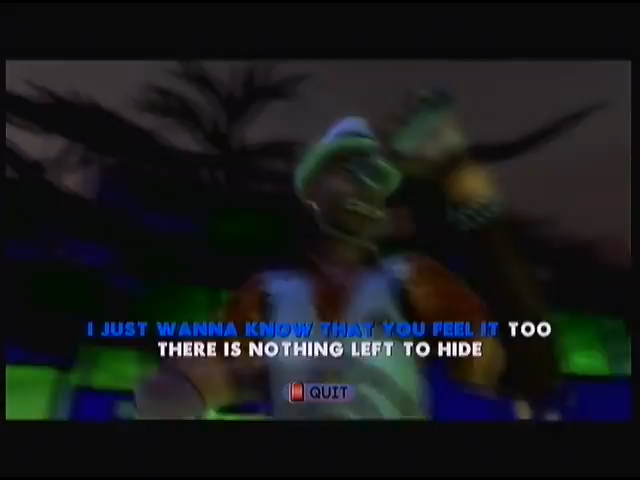 I JUST WANNA KNOW THAT YOU FEEL IT TOO
THERE IS NOTHING LEFT TO HIDE
QUIT